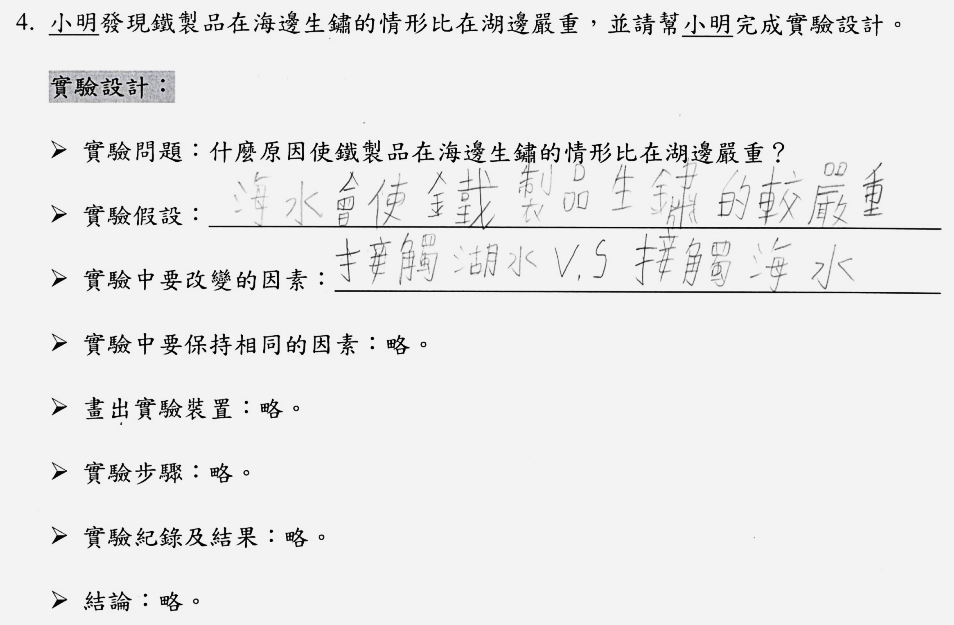 4. 小明發現鐵製品在海邊生鏽的情形比在湖邊嚴重，並請幫小明完成實驗設計。
實驗設計：
➤ 實驗問題：什麼原因使鐵製品在海邊生鏽的情形比在湖邊嚴重？
➤ 實驗假設：海水會使鐵製品生鏽的較嚴重
➤ 實驗中要改變的因素：接觸湖水 V.S 接觸海水
➤ 實驗中要保持相同的因素：略。
➤ 畫出實驗裝置：略。
➤ 實驗步驟：略。
➤ 實驗紀錄及結果：略。
➤ 結論：略。